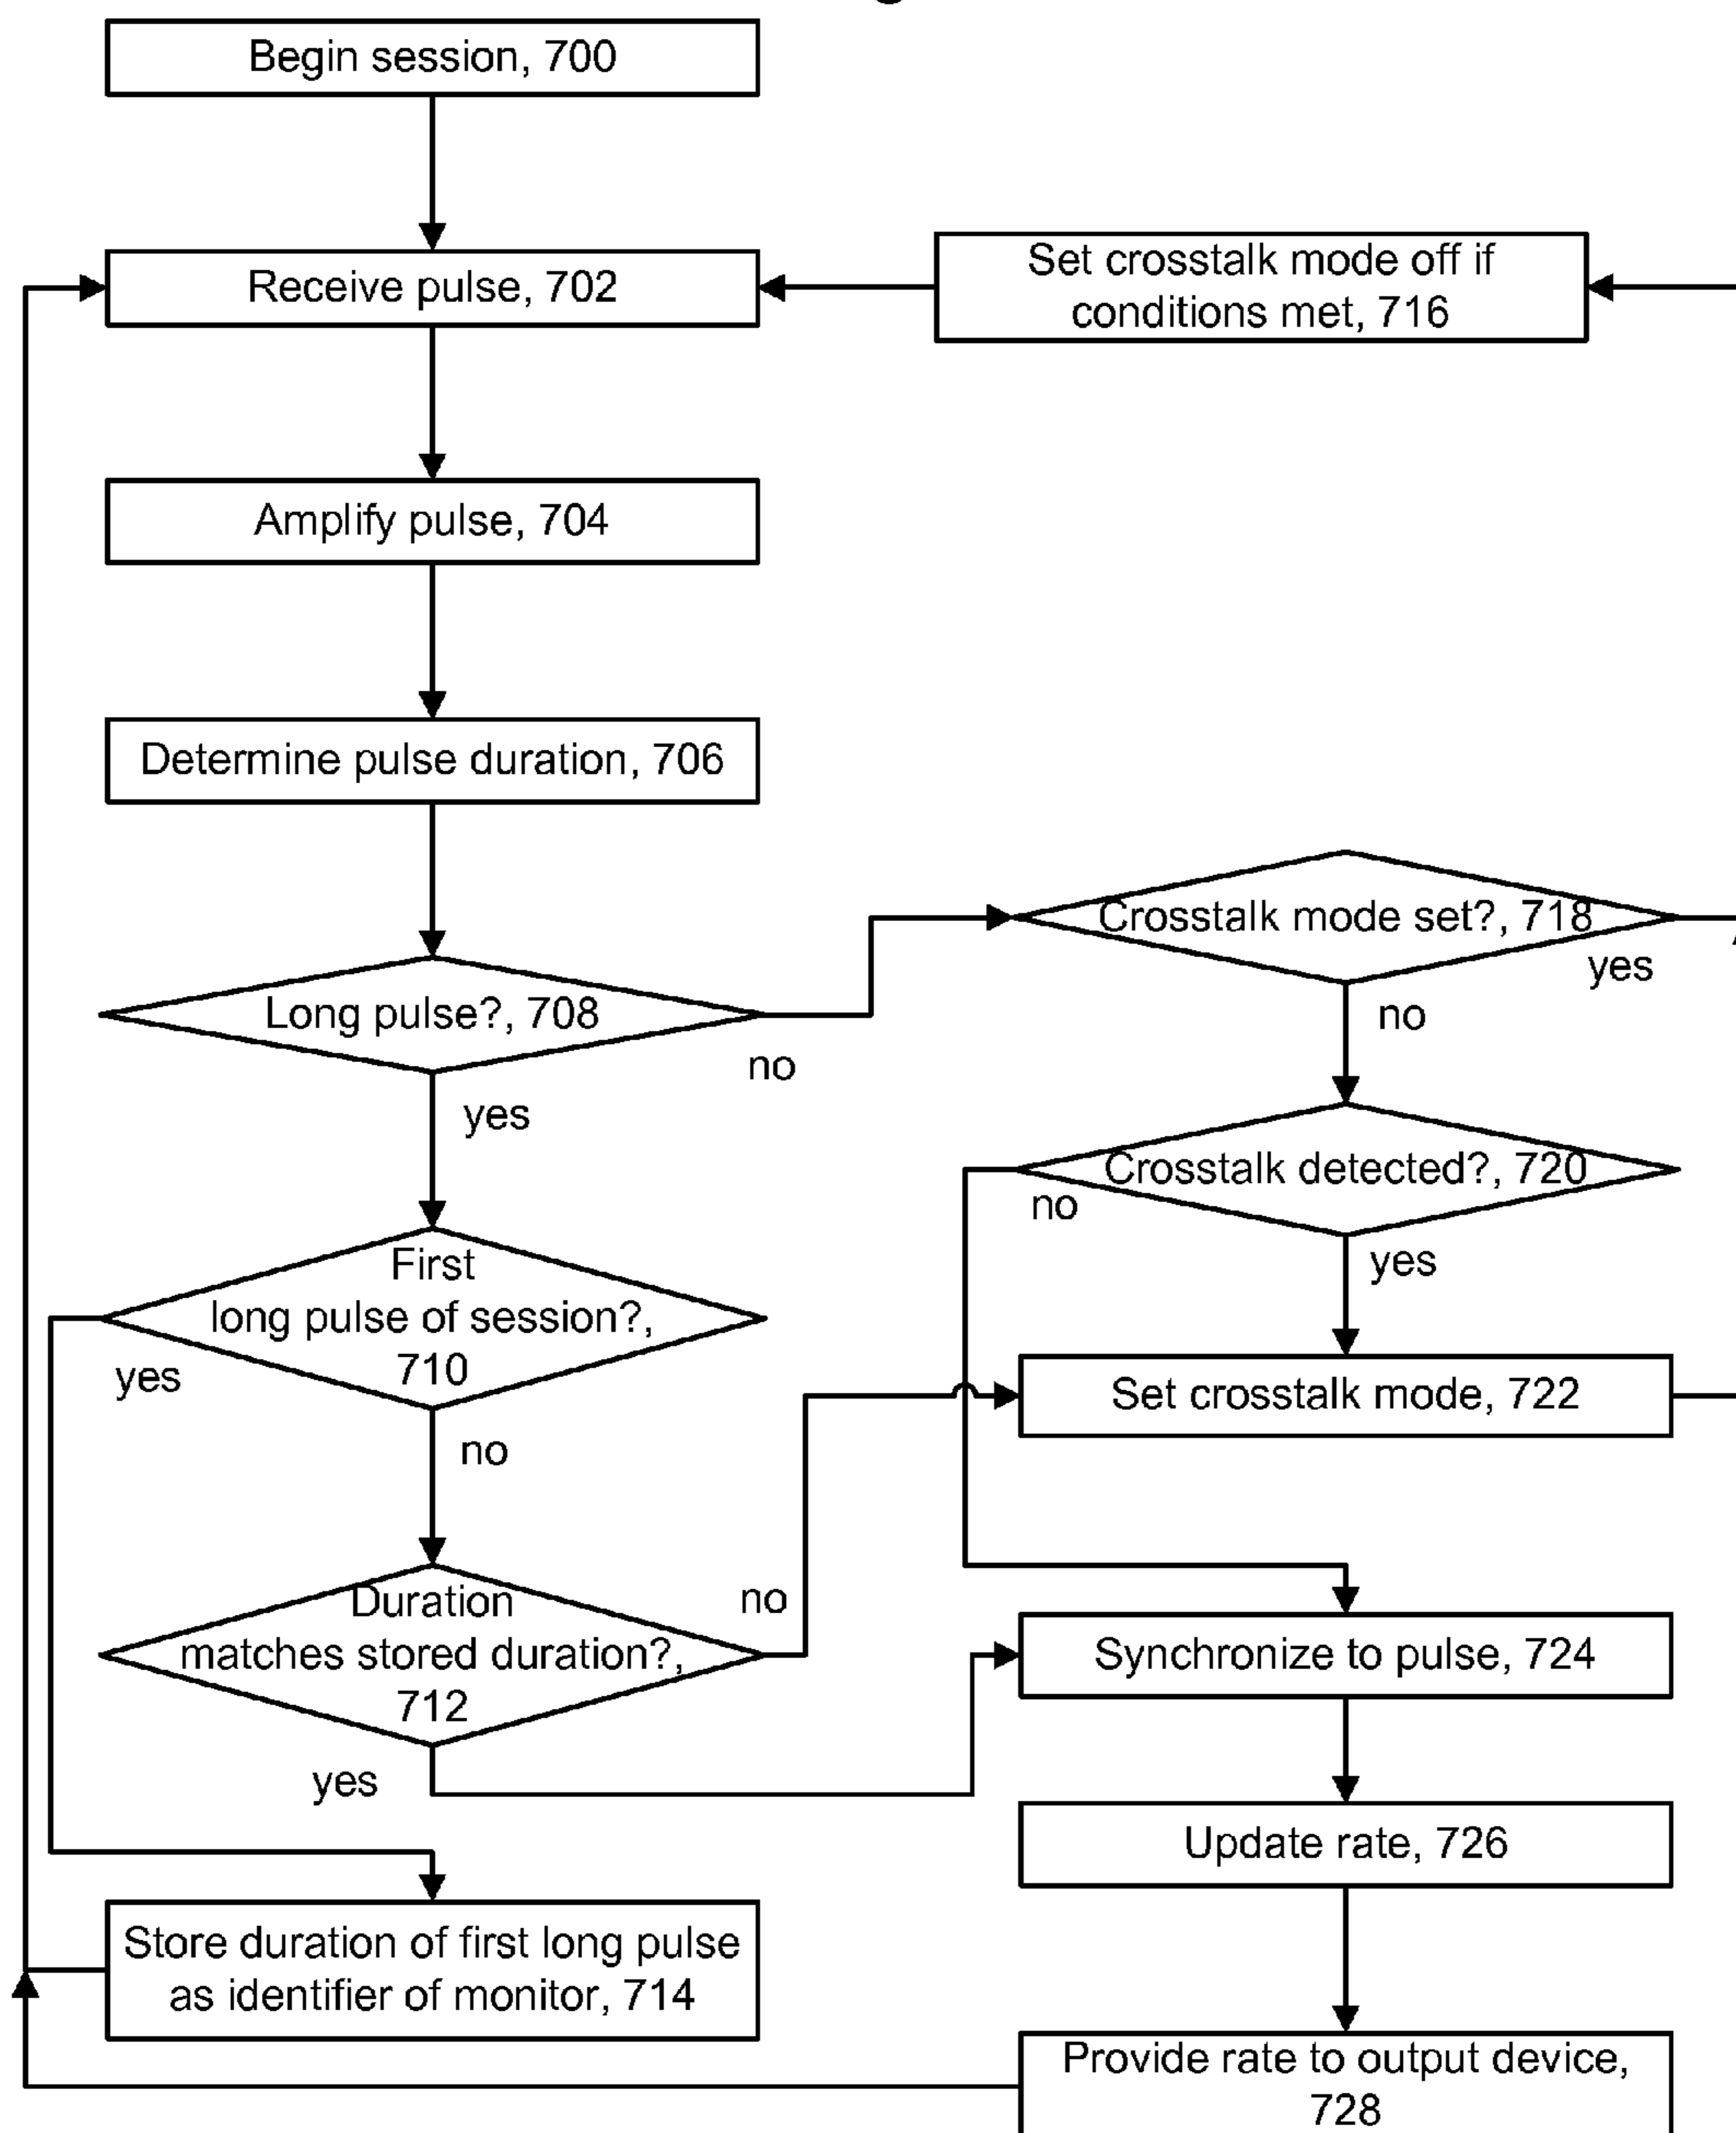 Begin session, 700
Receive pulse, 702
Set crosstalk mode off if
conditions met, 716
Amplify pulse, 704
Determine pulse duration, 706
Long pulse?, 708
no
yes
Crosstalk mode set?, 718
yes
no
Crosstalk detected?, 720
no
yes
First
long pulse of session?,
710
yes
no
Set crosstalk mode, 722
Duration
matches stored duration?,
712
no
yes
Synchronize to pulse, 724
Update rate, 726
Store duration of first long pulse
as identifier of monitor, 714
Provide rate to output device,
728